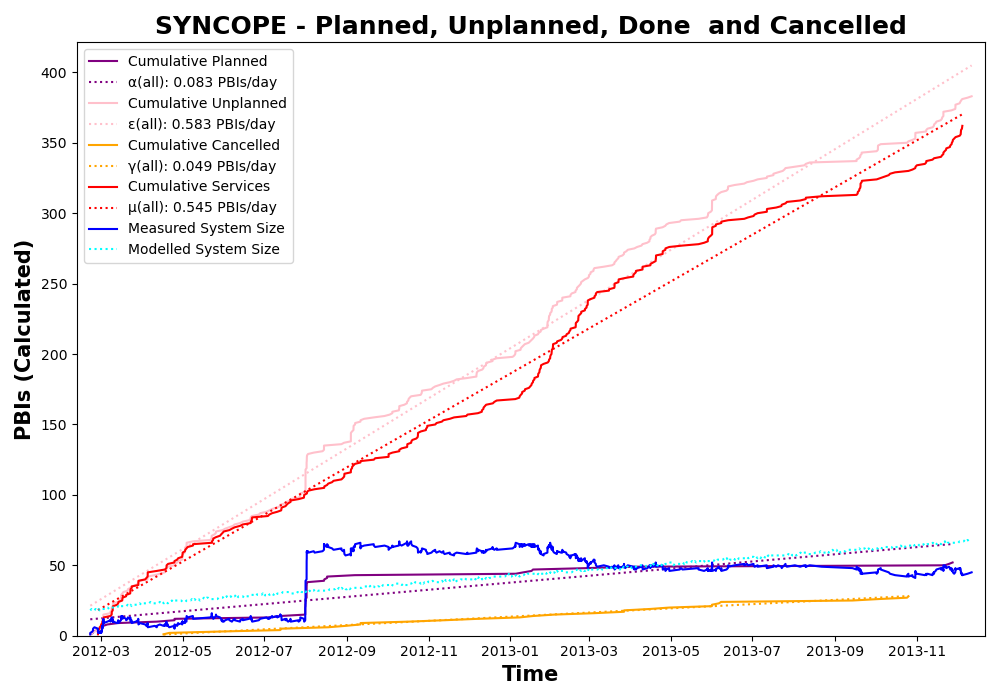 SYNCOPE - Planned, Unplanned, Done  and Cancelled
Cumulative Planned
α(all): 0.083 PBIs/day
Cumulative Unplanned
ε(all): 0.583 PBIs/day
Cumulative Cancelled
γ(all): 0.049 PBIs/day
Cumulative Services
μ(all): 0.545 PBIs/day
Measured System Size
Modelled System Size
PBIs (Calculated)
400
350
300
250
200
150
100
50
0
2012-03 2012-05 2012-07 2012-09 2012-11 2013-01 2013-03 2013-05 2013-07 2013-09 2013-11
Time